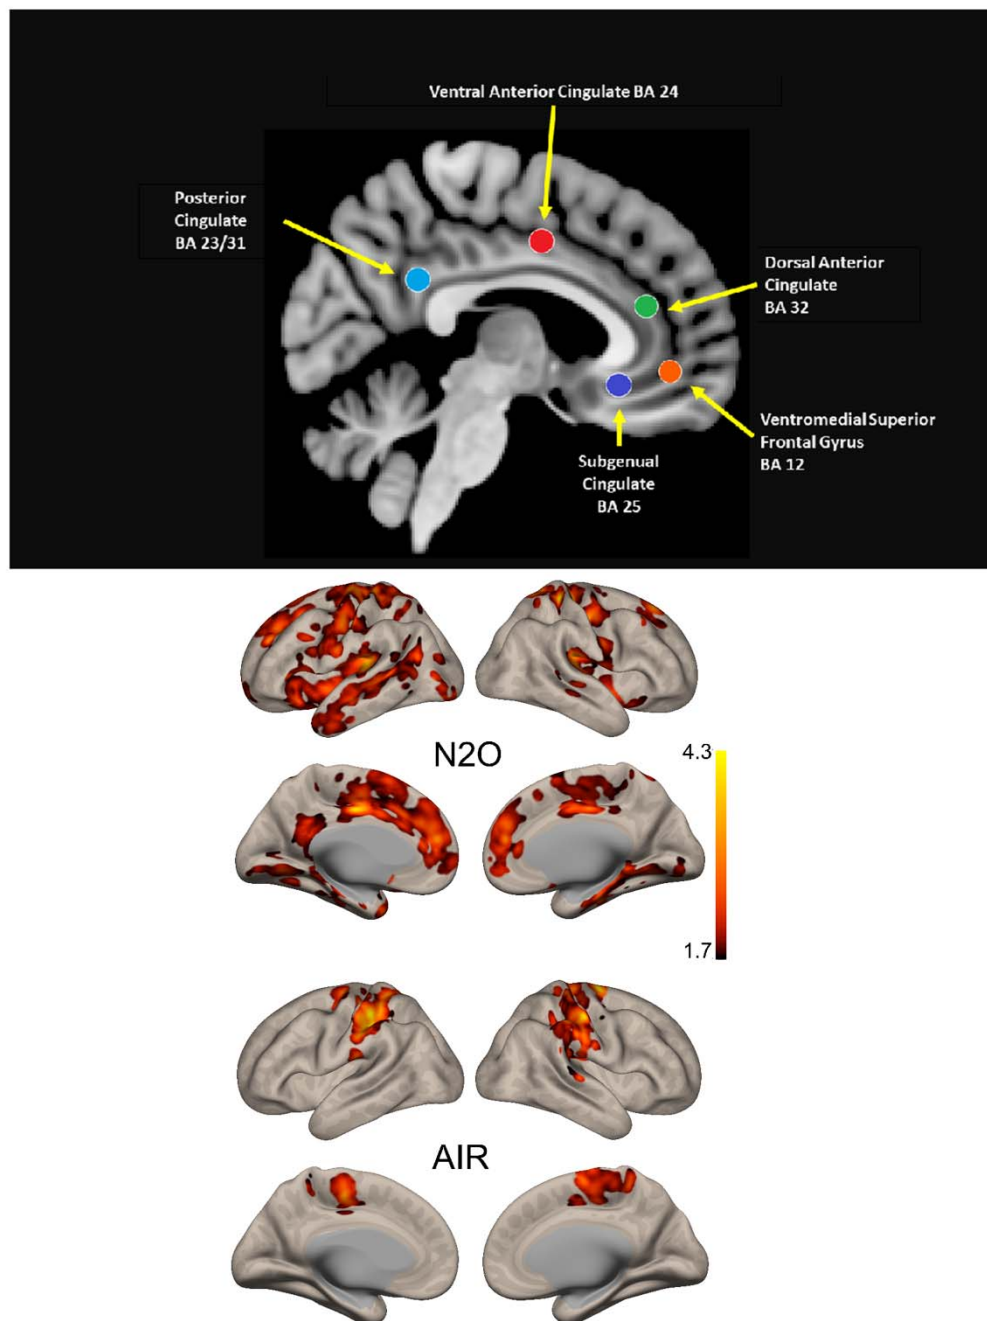 Ventral Anterior Cingulate BA 24
Posterior
Cingulate
BA 23/31
Dorsal Anterior
Cingulate
BA 32
Ventromedial Superior
Frontal Gyrus
BA 12
Subgenual
Cingulate
BA 25
N2O
4.3
1.7
AIR